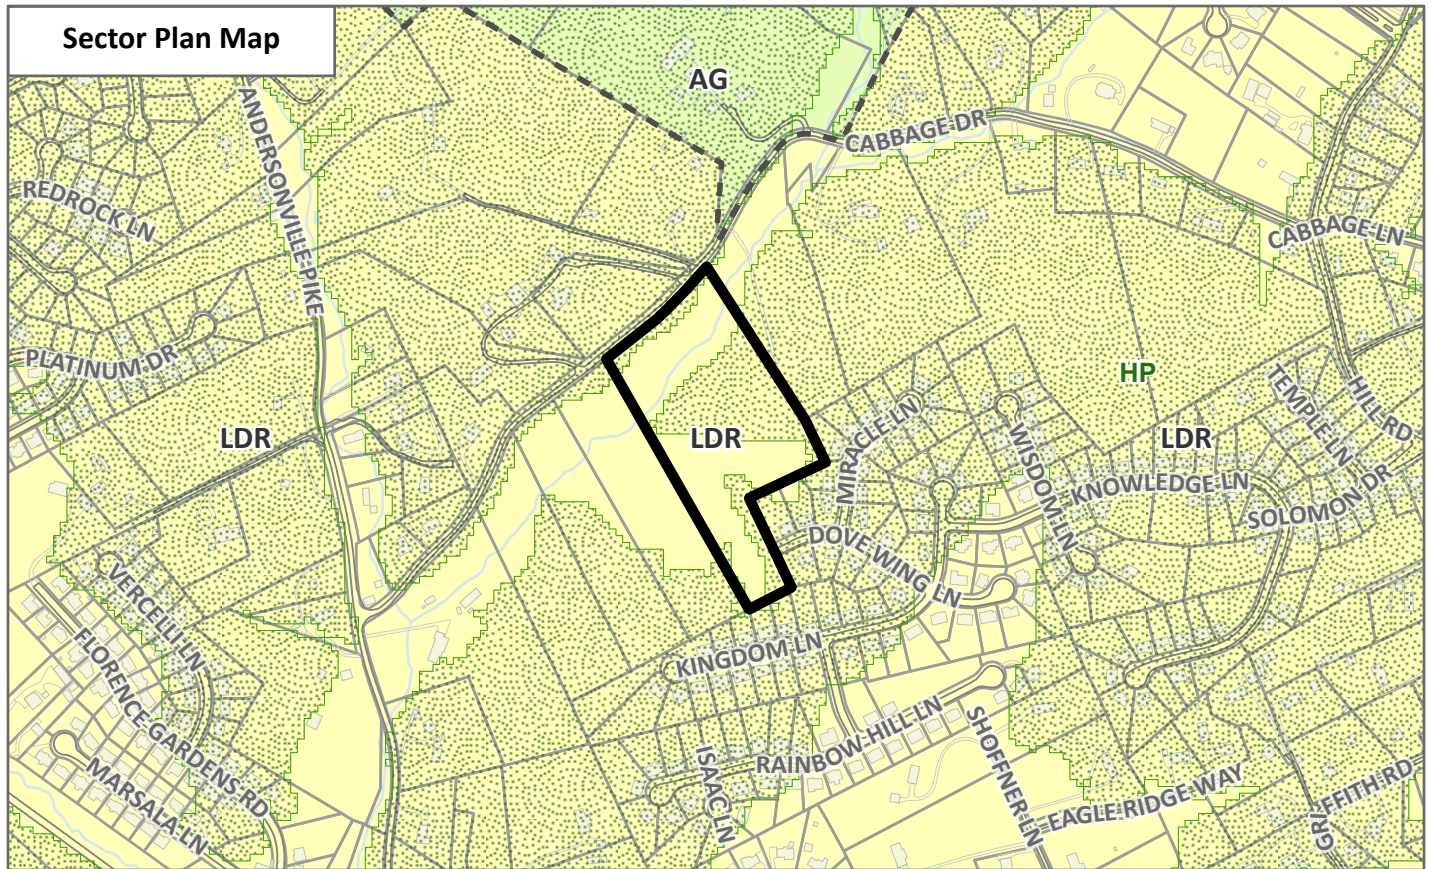 Sector Plan Map
AG
ANDERSONVILLE PIKE
CABBAGE DR
REDROCK LN
CABBAGE LN
PLATINUM DR
HP
TEMPLE LN
HILL RD
LDR
LDR
LDR
MIRACLE LN
WISDOM LN
KNOWLEDGE LN
SOLOMON DR
DOVE WING LN
VERCELLI LN
KINGDOM LN
FLORENCE GARDENS RD
RAINBOW HILL LN
SHOFFNER LN
ISAC LN
MARSALA LN
EAGLE RIDGE WAY
GRIFFITH RD